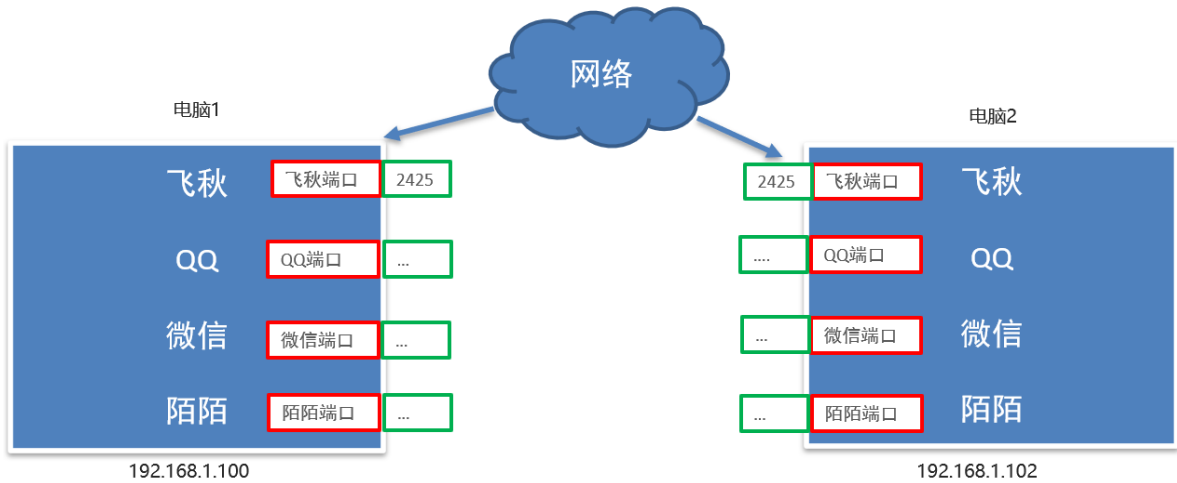 网络
电脑1
电脑2
飞秋 飞秋端口 2425
2425 飞秋端口 飞秋
QQ QQ端口 ...
.... QQ端口 QQ
微信 微信端口 ...
... 微信端口 微信
陌陌 陌陌端口 ...
... 陌陌端口 陌陌
192.168.1.100
192.168.1.102